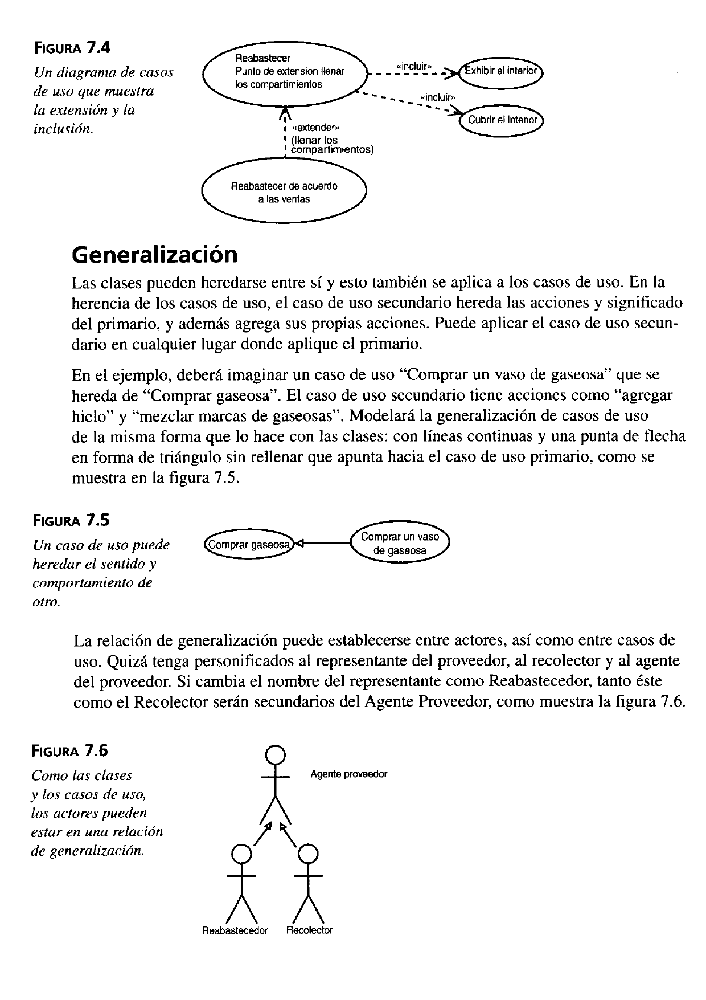 FIGURA 7.4
Un diagrama de casos
de uso que muestra
la extensión y la
inclusión.
Reabastecer
Punto de extension llenar
los compartimientos
«incluir»
Exhibir el interior
«incluir»
Cubrir el interior
«extender»
(llenar los
compartimientos)
Reabastecer de acuerdo
a las ventas
Generalización
Las clases pueden heredarse entre sí y esto también se aplica a los casos de uso. En la
herencia de los casos de uso, el caso de uso secundario hereda las acciones y significado
del primario, y además agrega sus propias acciones. Puede aplicar el caso de uso secun-
dario en cualquier lugar donde aplique el primario.
En el ejemplo, deberá imaginar un caso de uso “Comprar un vaso de gaseosa” que se
hereda de “Comprar gaseosa”. El caso de uso secundario tiene acciones como “agregar
hielo” y “mezclar marcas de gaseosas”. Modelará la generalización de casos de uso
de la misma forma que lo hace con las clases: con líneas continuas y una punta de flecha
en forma de triángulo sin rellenar que apunta hacia el caso de uso primario, como se
muestra en la figura 7.5.
FIGURA 7.5
Un caso de uso puede
heredar el sentido y
comportamiento de
otro.
Comprar gaseosa
Comprar un vaso
de gaseosa
La relación de generalización puede establecerse entre actores, así como entre casos de
uso. Quizá tenga personificados al representante del proveedor, al recolector y al agente
del proveedor. Si cambia el nombre del representante como Reabastecedor, tanto éste
como el Recolector serán secundarios del Agente Proveedor, como muestra la figura 7.6.
FIGURA 7.6
Como las clases
y los casos de uso,
los actores pueden
estar en una relación
de generalización.
Agente proveedor
Reabastecedor
Recolector